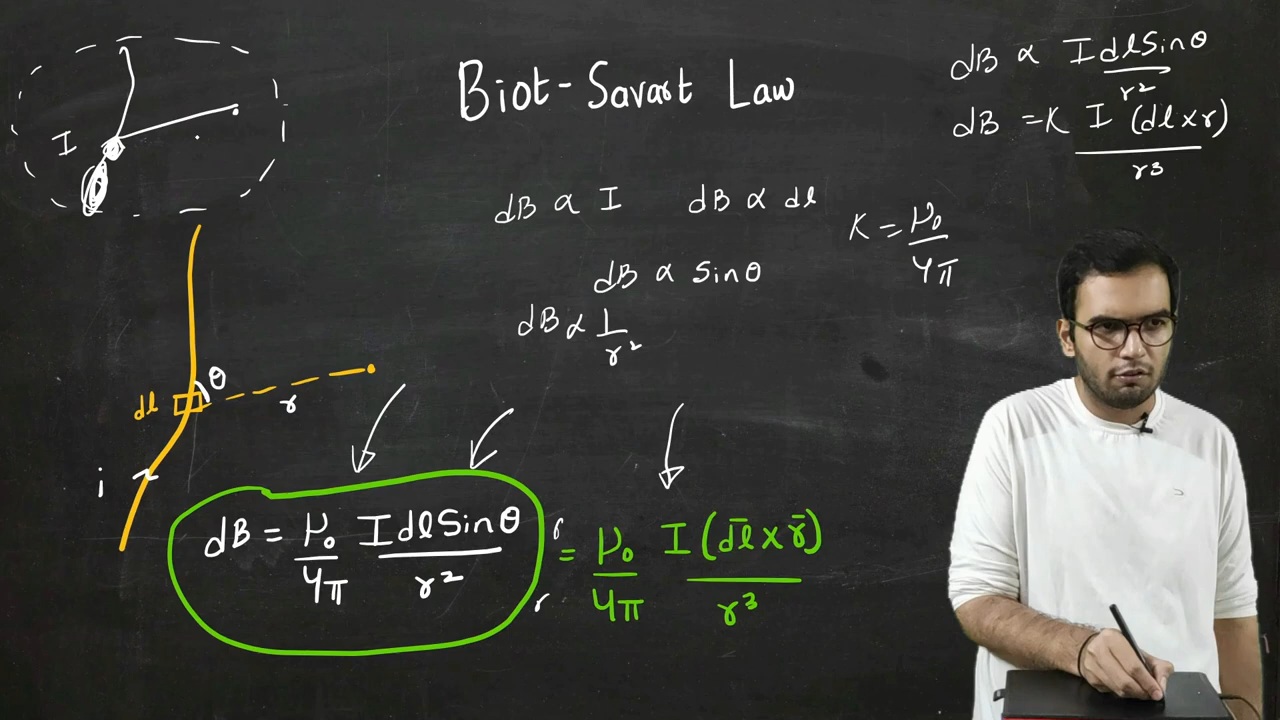 Biot-Savart Law
dB ∝ I dl Sinθ / r²
dB = K I (dl × r) / r³
I
dB ∝ I
dB ∝ dl
K = μ₀ / 4π
dB ∝ Sinθ
dB ∝ 1 / r²
θ
dl
r
i
dB = μ₀ / 4π I dl Sinθ / r²
= μ₀ / 4π I (dl̄ × r̄) / r³